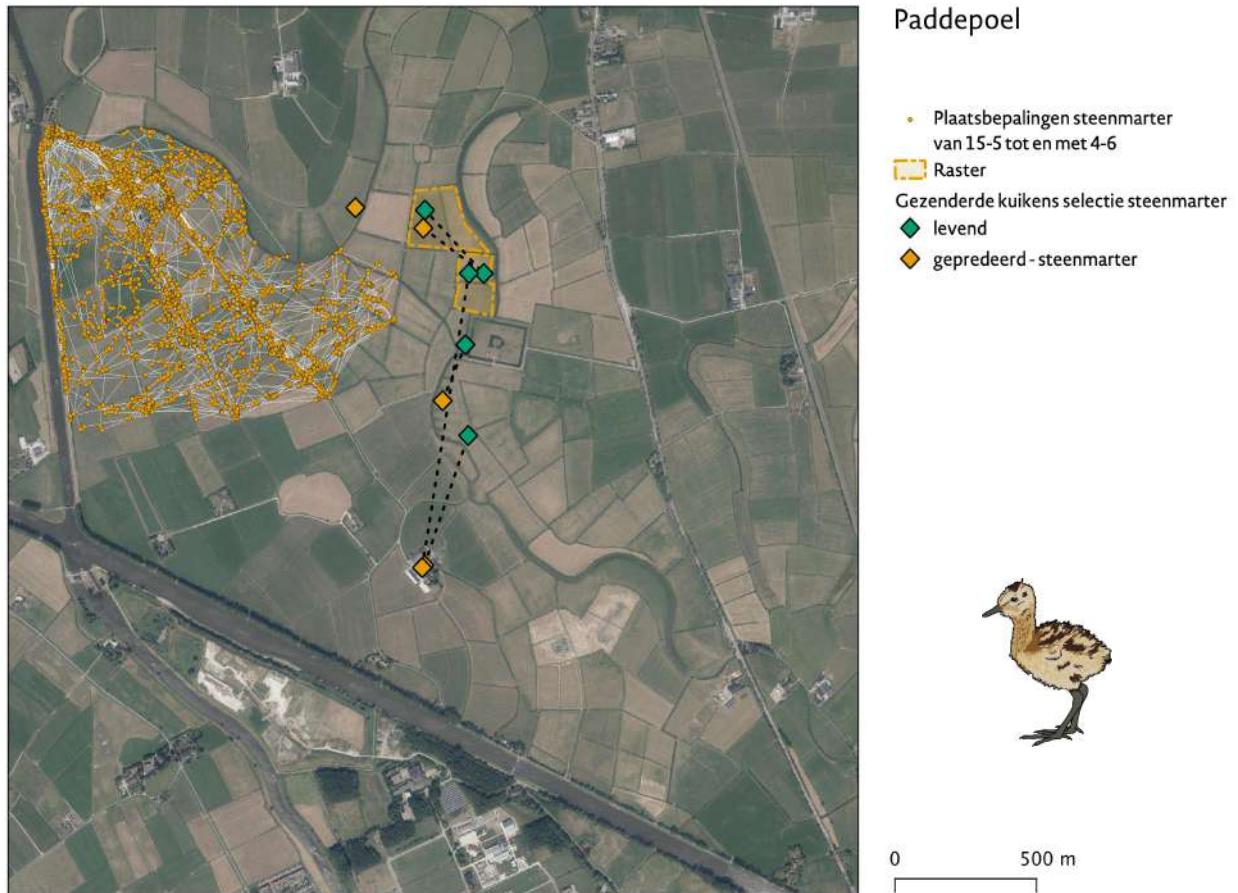 Paddepoel
Plaatsbepalingen steenmarter
van 15-5 tot en met 4-6
Raster
Gezenderde kuikens selectie steenmarter
levend
gepredeerd - steenmarter
0 500 m